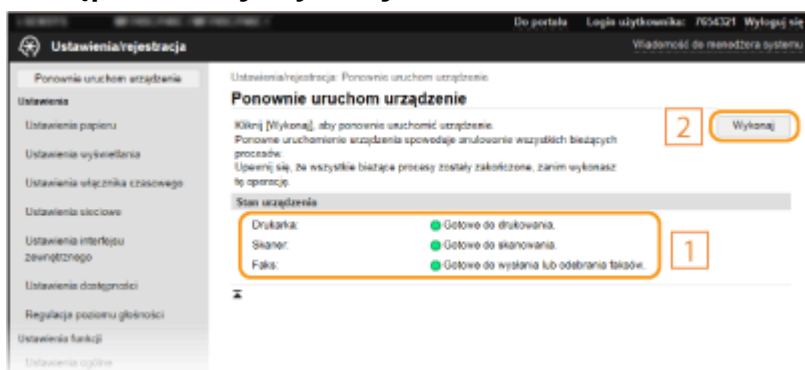 Do portalu Login użytkownika: 7654321 Wyloguj się
Ustawienia/rejestracja
Wiadomość do menedżera systemu
Ponownie uruchom urządzenie
Ustawienia
Ustawienia papieru
Ustawienia wyświetlania
Ustawienia włącznika czasowego
Ustawienia sieciowe
Ustawienia interfejsu
zewnętrznego
Ustawienia dostępności
Regulacja poziomu głośności
Ustawienia funkcji
Ustawienia ogólne
Ustawienia/rejestracja: Ponownie uruchom urządzenie
Ponownie uruchom urządzenie
Kliknij [Wykonaj], aby ponownie uruchomić urządzenie.
Ponowne uruchomienie urządzenia spowoduje anulowanie wszystkich bieżących
procesów.
Upewnij się, że wszystkie bieżące procesy zostały zakończone, zanim wykonasz
tę operację.
2
Wykonaj
Stan urządzenia
Drukarka: Gotowe do drukowania.
Skaner: Gotowe do skanowania.
Faks: Gotowe do wysłania lub odebrania faksów.
1